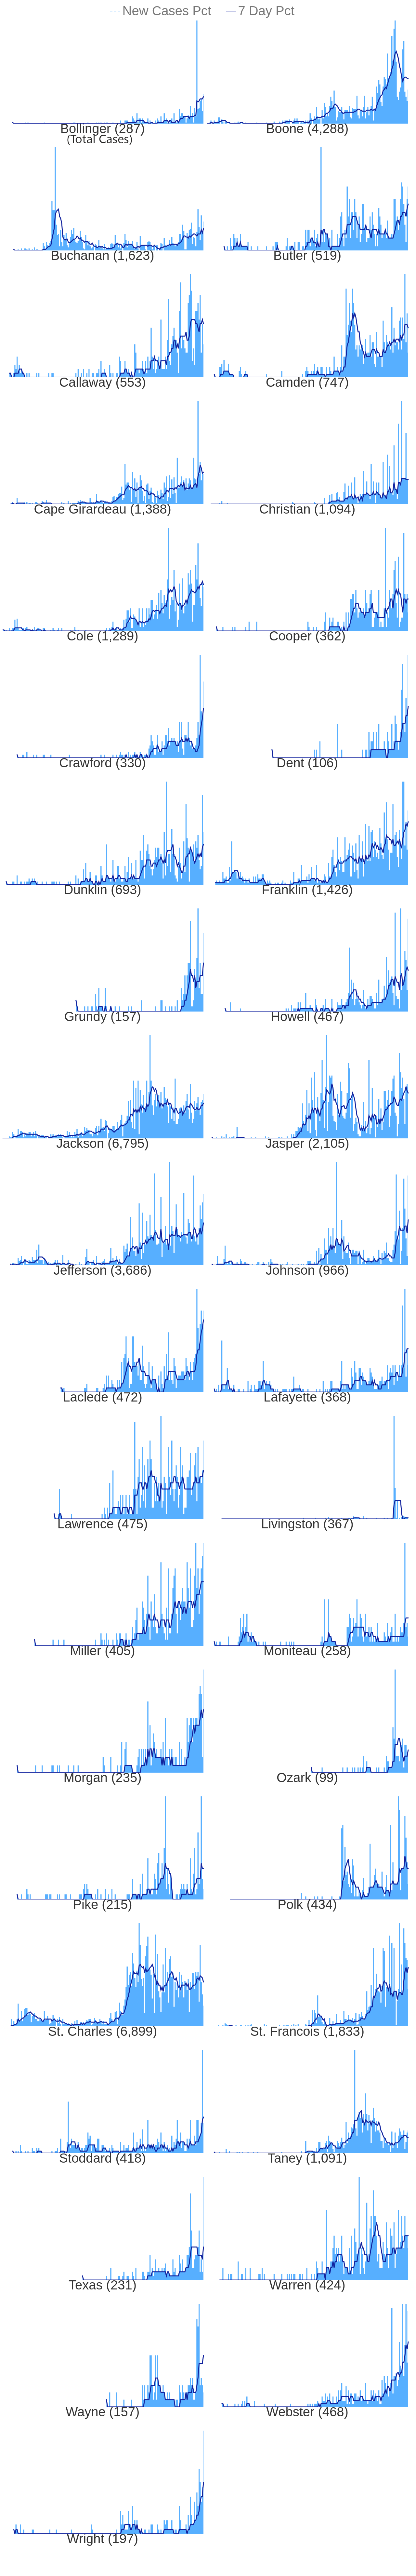 New Cases Pct 7 Day Pct
Bollinger (287) Boone (4,288)
(Total Cases)
Buchanan (1,623) Butler (519)
Callaway (553) Camden (747)
Cape Girardeau (1,388) Christian (1,094)
Cole (1,289) Cooper (362)
Crawford (330) Dent (106)
Dunklin (693) Franklin (1,426)
Grundy (157) Howell (467)
Jackson (6,795) Jasper (2,105)
Jefferson (3,686) Johnson (966)
Laclede (472) Lafayette (368)
Lawrence (475) Livingston (367)
Miller (405) Moniteau (258)
Morgan (235) Ozark (99)
Pike (215) Polk (434)
St. Charles (6,899) St. Francois (1,833)
Stoddard (418) Taney (1,091)
Texas (231) Warren (424)
Wayne (157) Webster (468)
Wright (197)